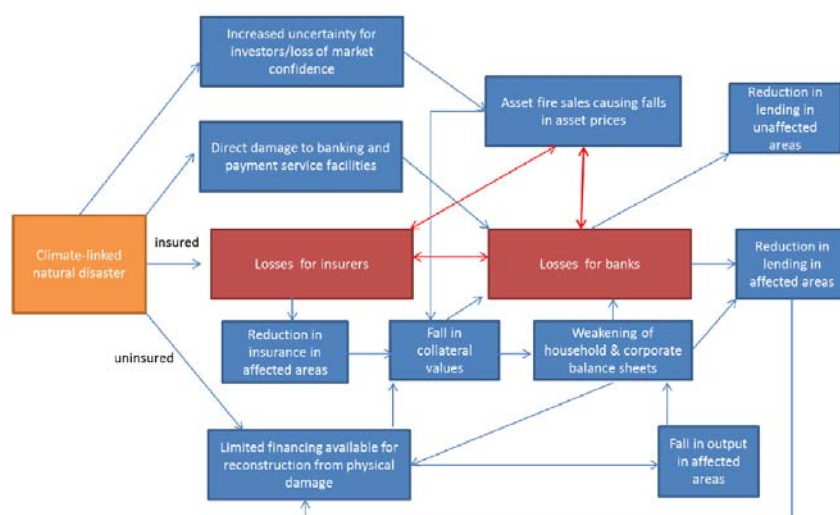 Increased uncertainty for
investors/loss of market
confidence
Asset fire sales causing falls
in asset prices
Reduction in
lending in
unaffected
areas
Direct damage to banking and
payment service facilities
Climate-linked
natural disaster
insured
Losses for insurers
Losses for banks
Reduction in
lending in
affected areas
uninsured
Reduction in
insurance in
affected areas
Fall in
collateral
values
Weakening of
household & corporate
balance sheets
Limited financing available for
reconstruction from physical
damage
Fall in output
in affected
areas